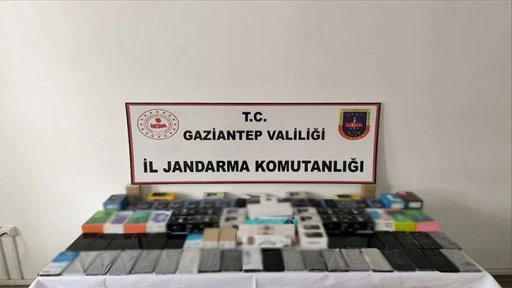 T.C.
GAZİANTEP VALİLİĞİ
İL JANDARMA KOMUTANLIĞI